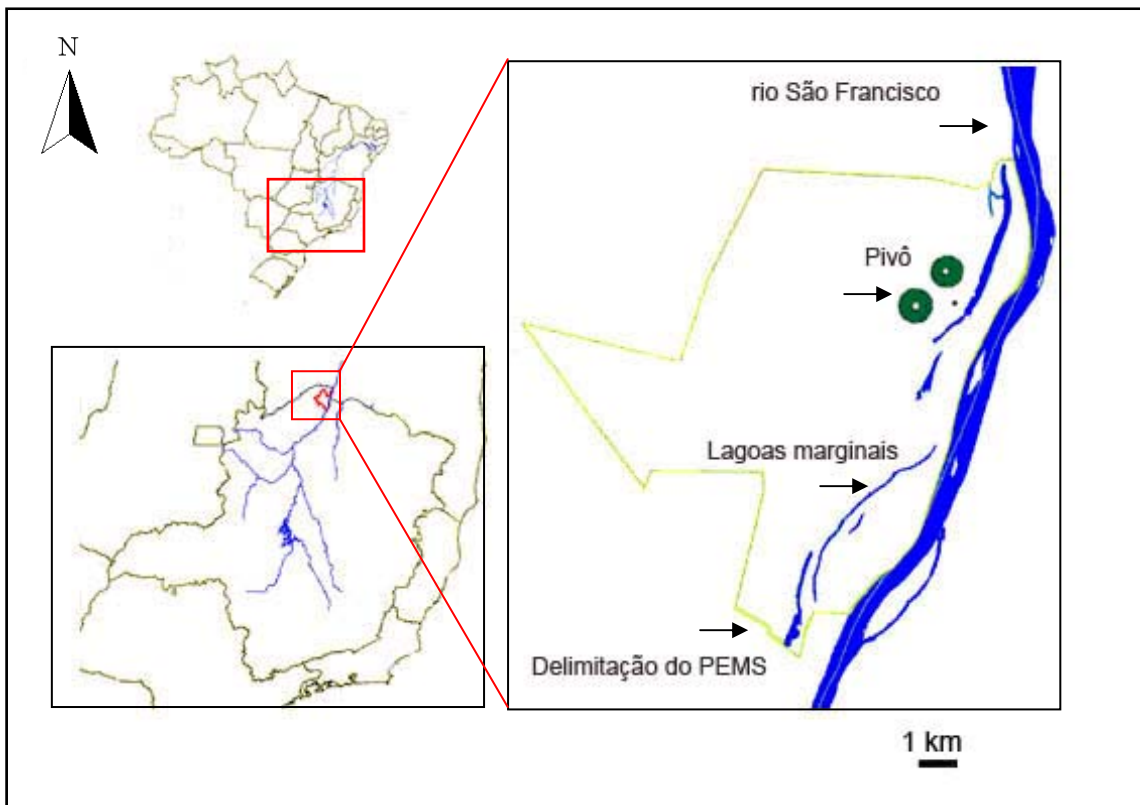 N
rio São Francisco
Pivô
Lagoas marginais
Delimitação do PEMS
1 km